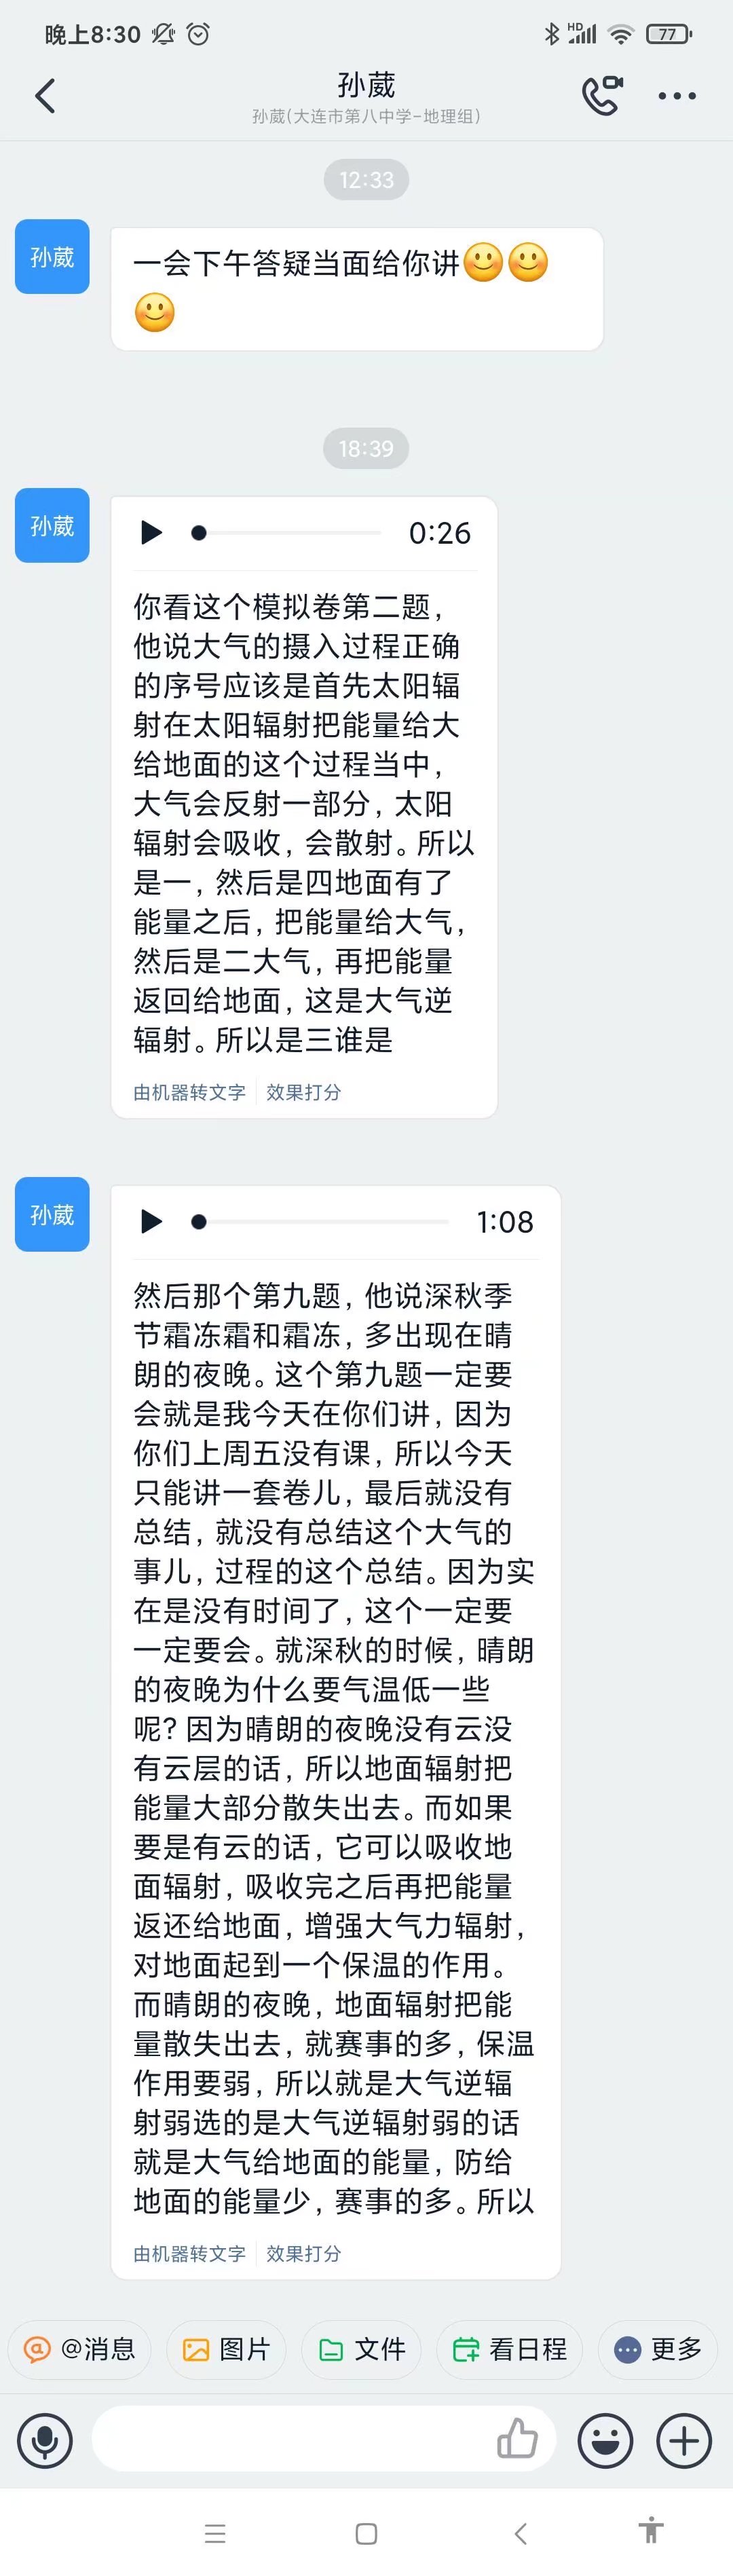 晚上8:30
HD
77
孙葳
孙葳(大连市第八中学-地理组)
12:33
孙葳
一会下午答疑当面给你讲😊😊
😊
18:39
孙葳
0:26
你看这个模拟卷第二题，
他说大气的摄入过程正确
的序号应该是首先太阳辐
射在太阳辐射把能量给大
给地面的这个过程当中，
大气会反射一部分，太阳
辐射会吸收，会散射。所以
是一，然后是四地面有了
能量之后，把能量给大气，
然后是二大气，再把能量
返回给地面，这是大气逆
辐射。所以是三谁是
由机器转文字 效果打分
孙葳
1:08
然后那个第九题，他说深秋季
节霜冻霜和霜冻，多出现在晴
朗的夜晚。这个第九题一定要
会就是我今天在你们讲，因为
你们上周五没有课，所以今天
只能讲一套卷儿，最后就没有
总结，就没有总结这个大气的
事儿，过程的这个总结。因为实
在是没有时间了，这个一定要
一定要会。就深秋的时候，晴朗
的夜晚为什么要气温低一些
呢？因为晴朗的夜晚没有云没
有云层的话，所以地面辐射把
能量大部分散失出去。而如果
要是有云的话，它可以吸收地
面辐射，吸收完之后再把能量
返还给地面，增强大气力辐射，
对地面起到一个保温的作用。
而晴朗的夜晚，地面辐射把能
量散失出去，就赛事的多，保温
作用要弱，所以就是大气逆辐
射弱选的是大气逆辐射弱的话
就是大气给地面的能量，防给
地面的能量少，赛事的多。所以
由机器转文字 效果打分
@消息 图片 文件 看日程 更多